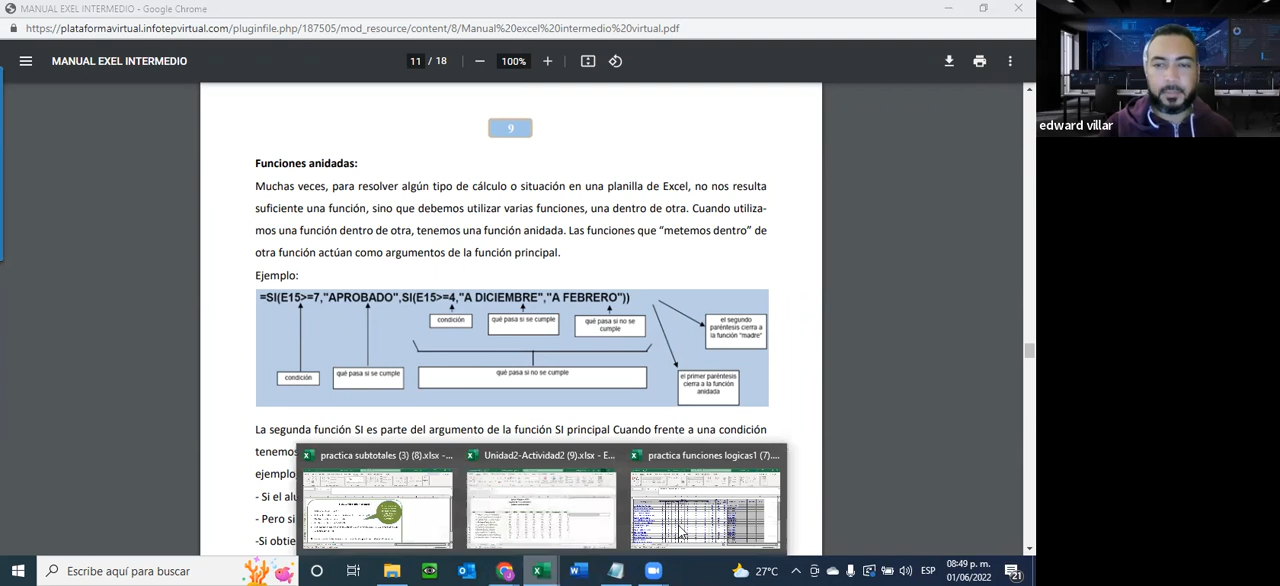 MANUAL EXEL INTERMEDIO - Google Chrome
https://plataformavirtual.infotepvirtual.com/pluginfile.php/187505/mod_resource/content/8/Manual%20excel%20intermedio%20virtual.pdf
MANUAL EXEL INTERMEDIO
11 / 18
100%
edward villar
9
Funciones anidadas:
Muchas veces, para resolver algún tipo de cálculo o situación en una planilla de Excel, no nos resulta
suficiente una función, sino que debemos utilizar varias funciones, una dentro de otra. Cuando utiliza-
mos una función dentro de otra, tenemos una función anidada. Las funciones que “metemos dentro” de
otra función actúan como argumentos de la función principal.
Ejemplo:
=SI(E15>=7,"APROBADO",SI(E15>=4,"A DICIEMBRE","A FEBRERO"))
condición
qué pasa si se cumple
qué pasa si no se
cumple
el segundo
paréntesis cierra a
la función "madre"
condición
qué pasa si se cumple
qué pasa si no se cumple
el primer paréntesis
cierra a la función
anidada
La segunda función SI es parte del argumento de la función SI principal Cuando frente a una condición
tenemos
ejemplo
- Si el alu
- Pero si
-Si obtie
practica subtotales (3) (8).xlsx -...
Unidad2-Actividad2 (9).xlsx - E...
practica funciones logicas1 (7)....
Escribe aquí para buscar
27°C
ESP
08:49 p. m.
01/06/2022
21